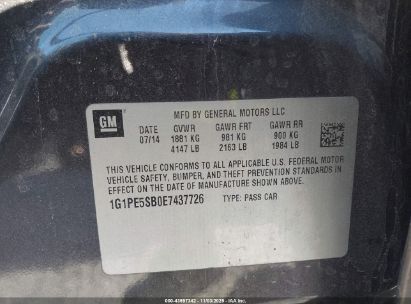 GM
MFD BY GENERAL MOTORS LLC
DATE GVWR GAWR FRT GAWR RR
07/14 1881 KG 981 KG 900 KG
4147 LB 2163 LB 1984 LB
THIS VEHICLE CONFORMS TO ALL APPLICABLE U.S. FEDERAL MOTOR
VEHICLE SAFETY, BUMPER, AND THEFT PREVENTION STANDARDS
IN EFFECT ON THE DATE OF MANUFACTURE SHOWN ABOVE.
1G1PE5SB0E7437726 TYPE: PASS CAR